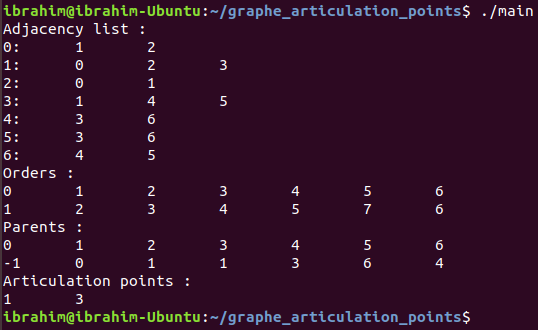 ibrahim@ibrahim-Ubuntu:~/graphe_articulation_points$ ./main
Adjacency list :
0: 1 2
1: 0 2 3
2: 0 1
3: 1 4 5
4: 3 6
5: 3 6
6: 4 5
Orders :
0 1 2 3 4 5 6
1 2 3 4 5 7 6
Parents :
0 1 2 3 4 5 6
-1 0 1 1 3 6 4
Articulation points :
1 3
ibrahim@ibrahim-Ubuntu:~/graphe_articulation_points$